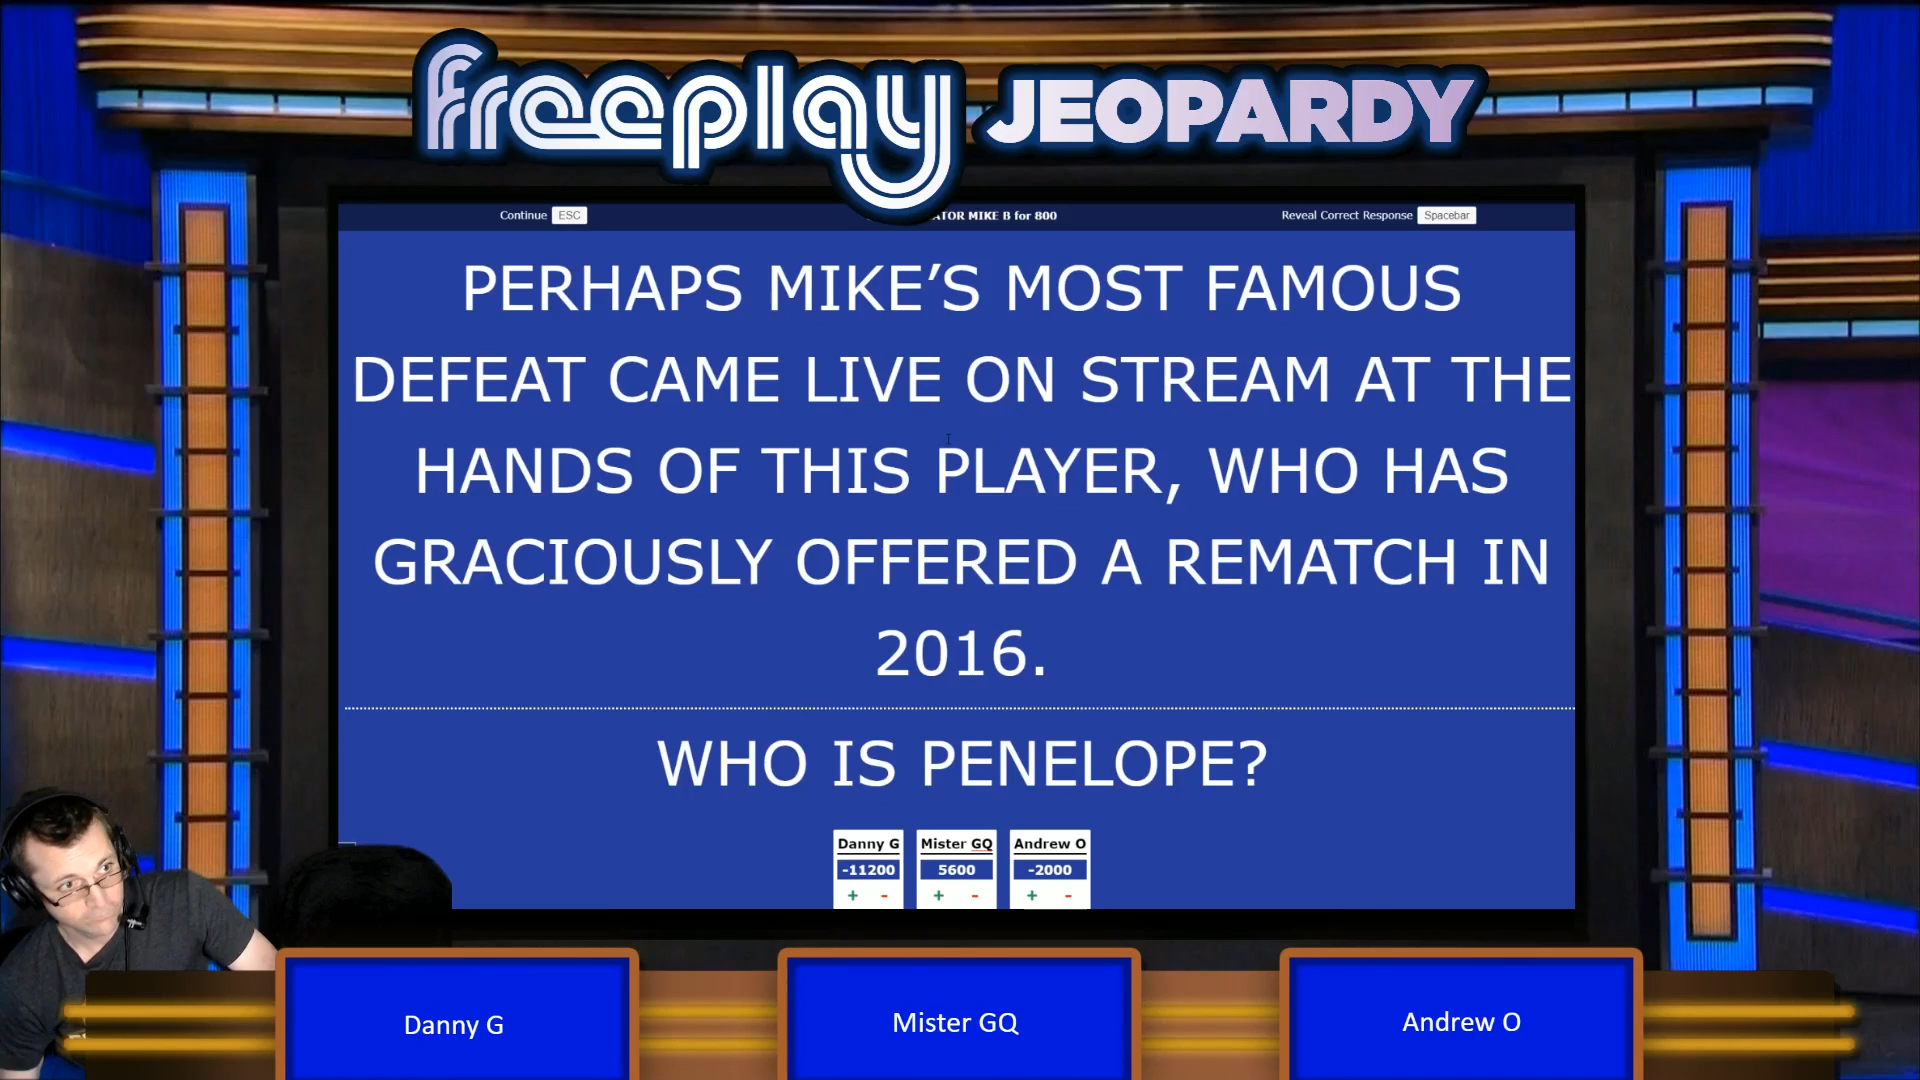 freeplay JEOPARDY
Continue ESC
ATOR MIKE B for 800
Reveal Correct Response Spacebar
PERHAPS MIKE’S MOST FAMOUS
DEFEAT CAME LIVE ON STREAM AT THE
HANDS OF THIS PLAYER, WHO HAS
GRACIOUSLY OFFERED A REMATCH IN
2016.
WHO IS PENELOPE?
Danny G Mister GQ Andrew O
-11200 5600 -2000
+ - + - + -
Danny G
Mister GQ
Andrew O